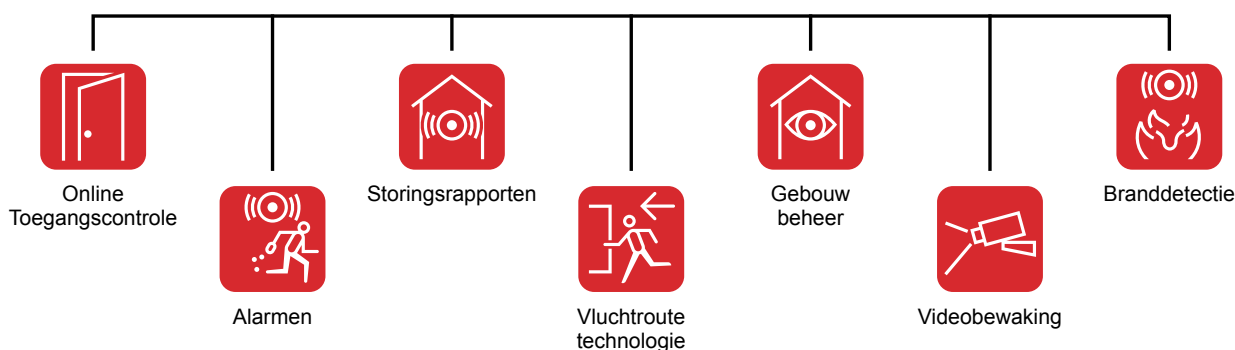 Online
Toegangscontrole
Alarmen
Storingsrapporten
Vluchtroute
technologie
Gebouw
beheer
Videobewaking
Branddetectie